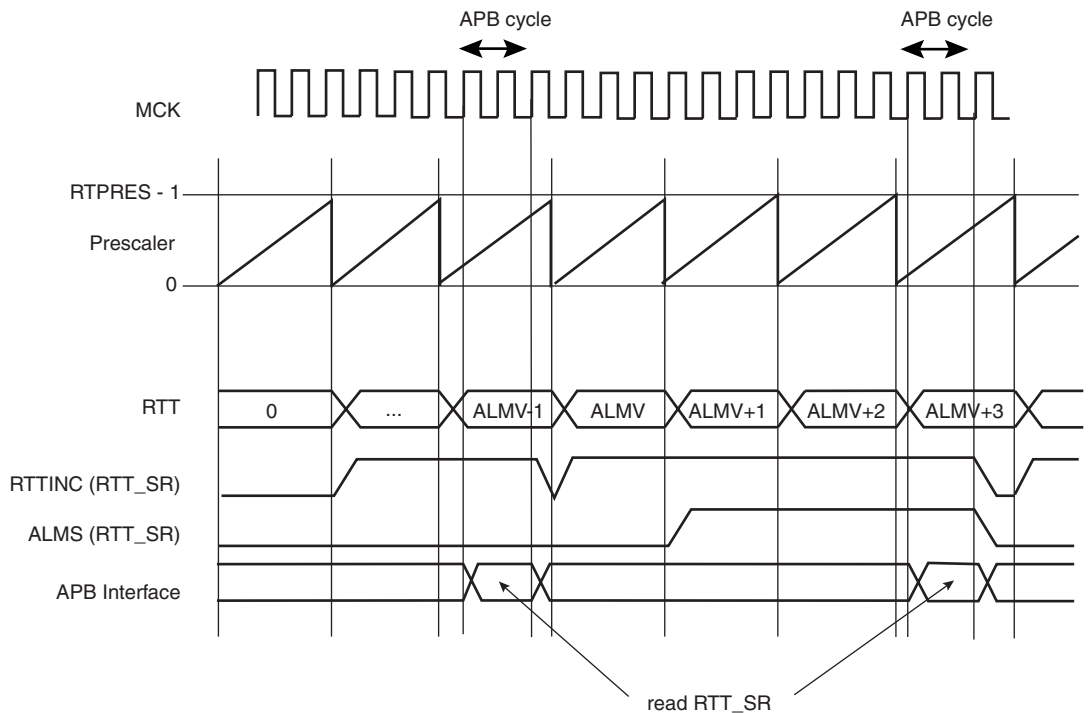 APB cycle
APB cycle
MCK
RTPRES - 1
Prescaler
0
RTT
0
...
ALMV-1
ALMV
ALMV+1
ALMV+2
ALMV+3
RTTINC (RTT_SR)
ALMS (RTT_SR)
APB Interface
read RTT_SR